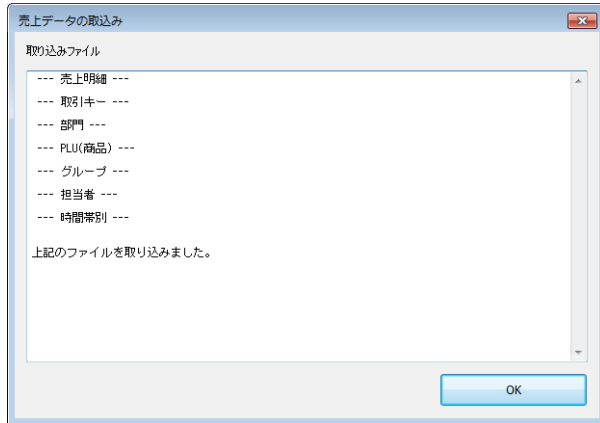 売上データの取込み
取り込みファイル
--- 売上明細 ---
--- 取引キー ---
--- 部門 ---
--- PLU(商品) ---
--- グループ ---
--- 担当者 ---
--- 時間帯別 ---
上記のファイルを取り込みました。
OK